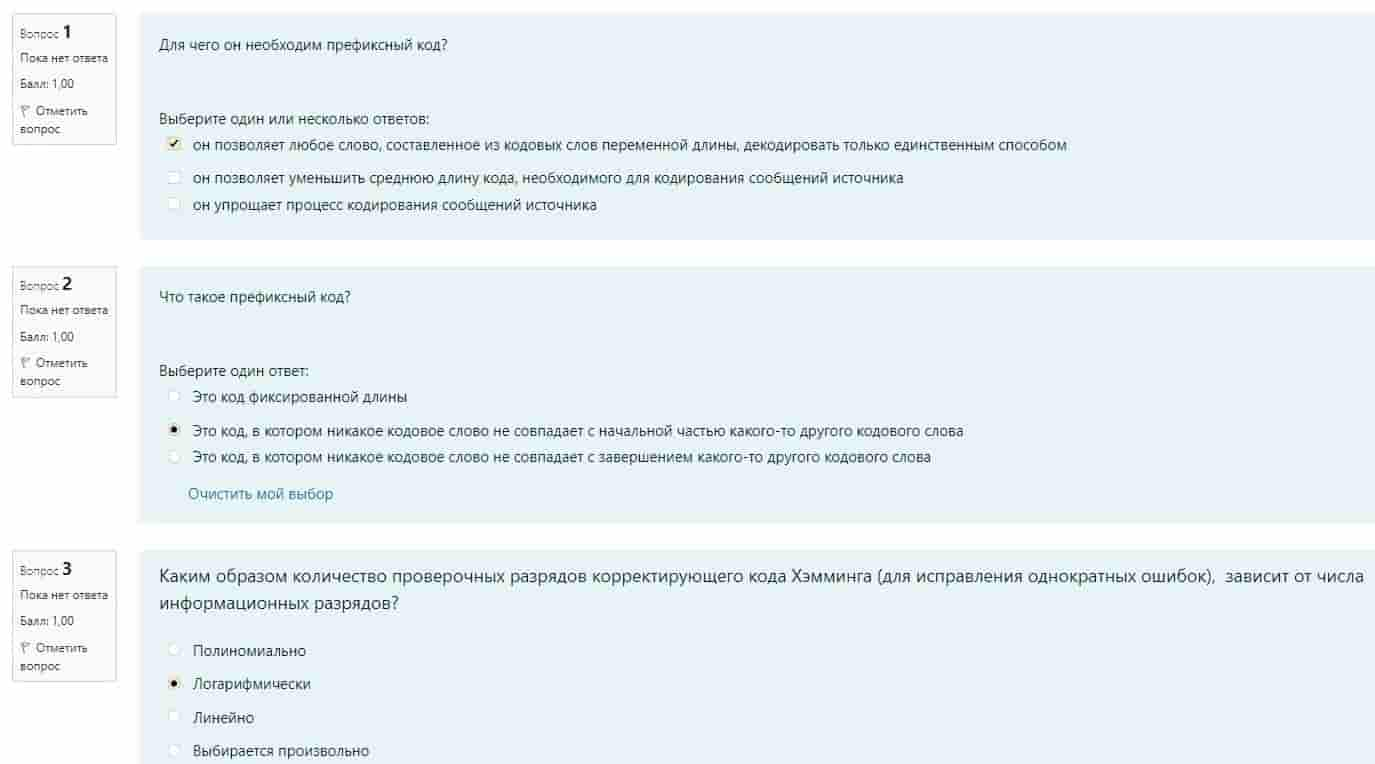 Вопрос 1
Пока нет ответа
Балл: 1,00
Отметить
вопрос
Для чего он необходим префиксный код?
Выберите один или несколько ответов:
он позволяет любое слово, составленное из кодовых слов переменной длины, декодировать только единственным способом
он позволяет уменьшить среднюю длину кода, необходимого для кодирования сообщений источника
он упрощает процесс кодирования сообщений источника
Вопрос 2
Пока нет ответа
Балл: 1,00
Отметить
вопрос
Что такое префиксный код?
Выберите один ответ:
Это код фиксированной длины
Это код, в котором никакое кодовое слово не совпадает с начальной частью какого-то другого кодового слова
Это код, в котором никакое кодовое слово не совпадает с завершением какого-то другого кодового слова
Очистить мой выбор
Вопрос 3
Пока нет ответа
Балл: 1,00
Отметить
вопрос
Каким образом количество проверочных разрядов корректирующего кода Хэмминга (для исправления однократных ошибок), зависит от числа
информационных разрядов?
Полиномиально
Логарифмически
Линейно
Выбирается произвольно